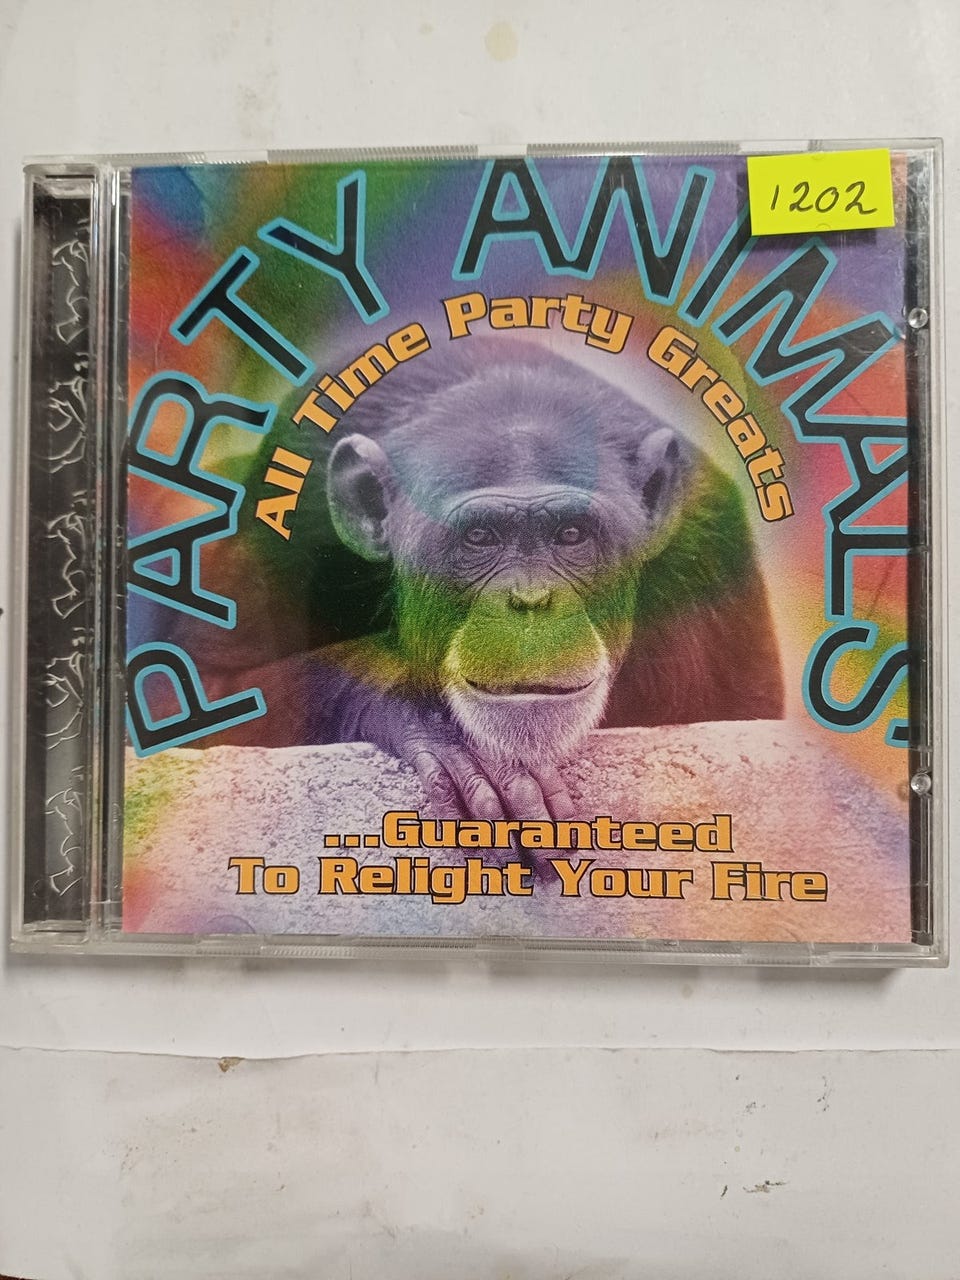 1202
PARTY ANIMALS
All Time Party Greats
...Guaranteed
To Relight Your Fire